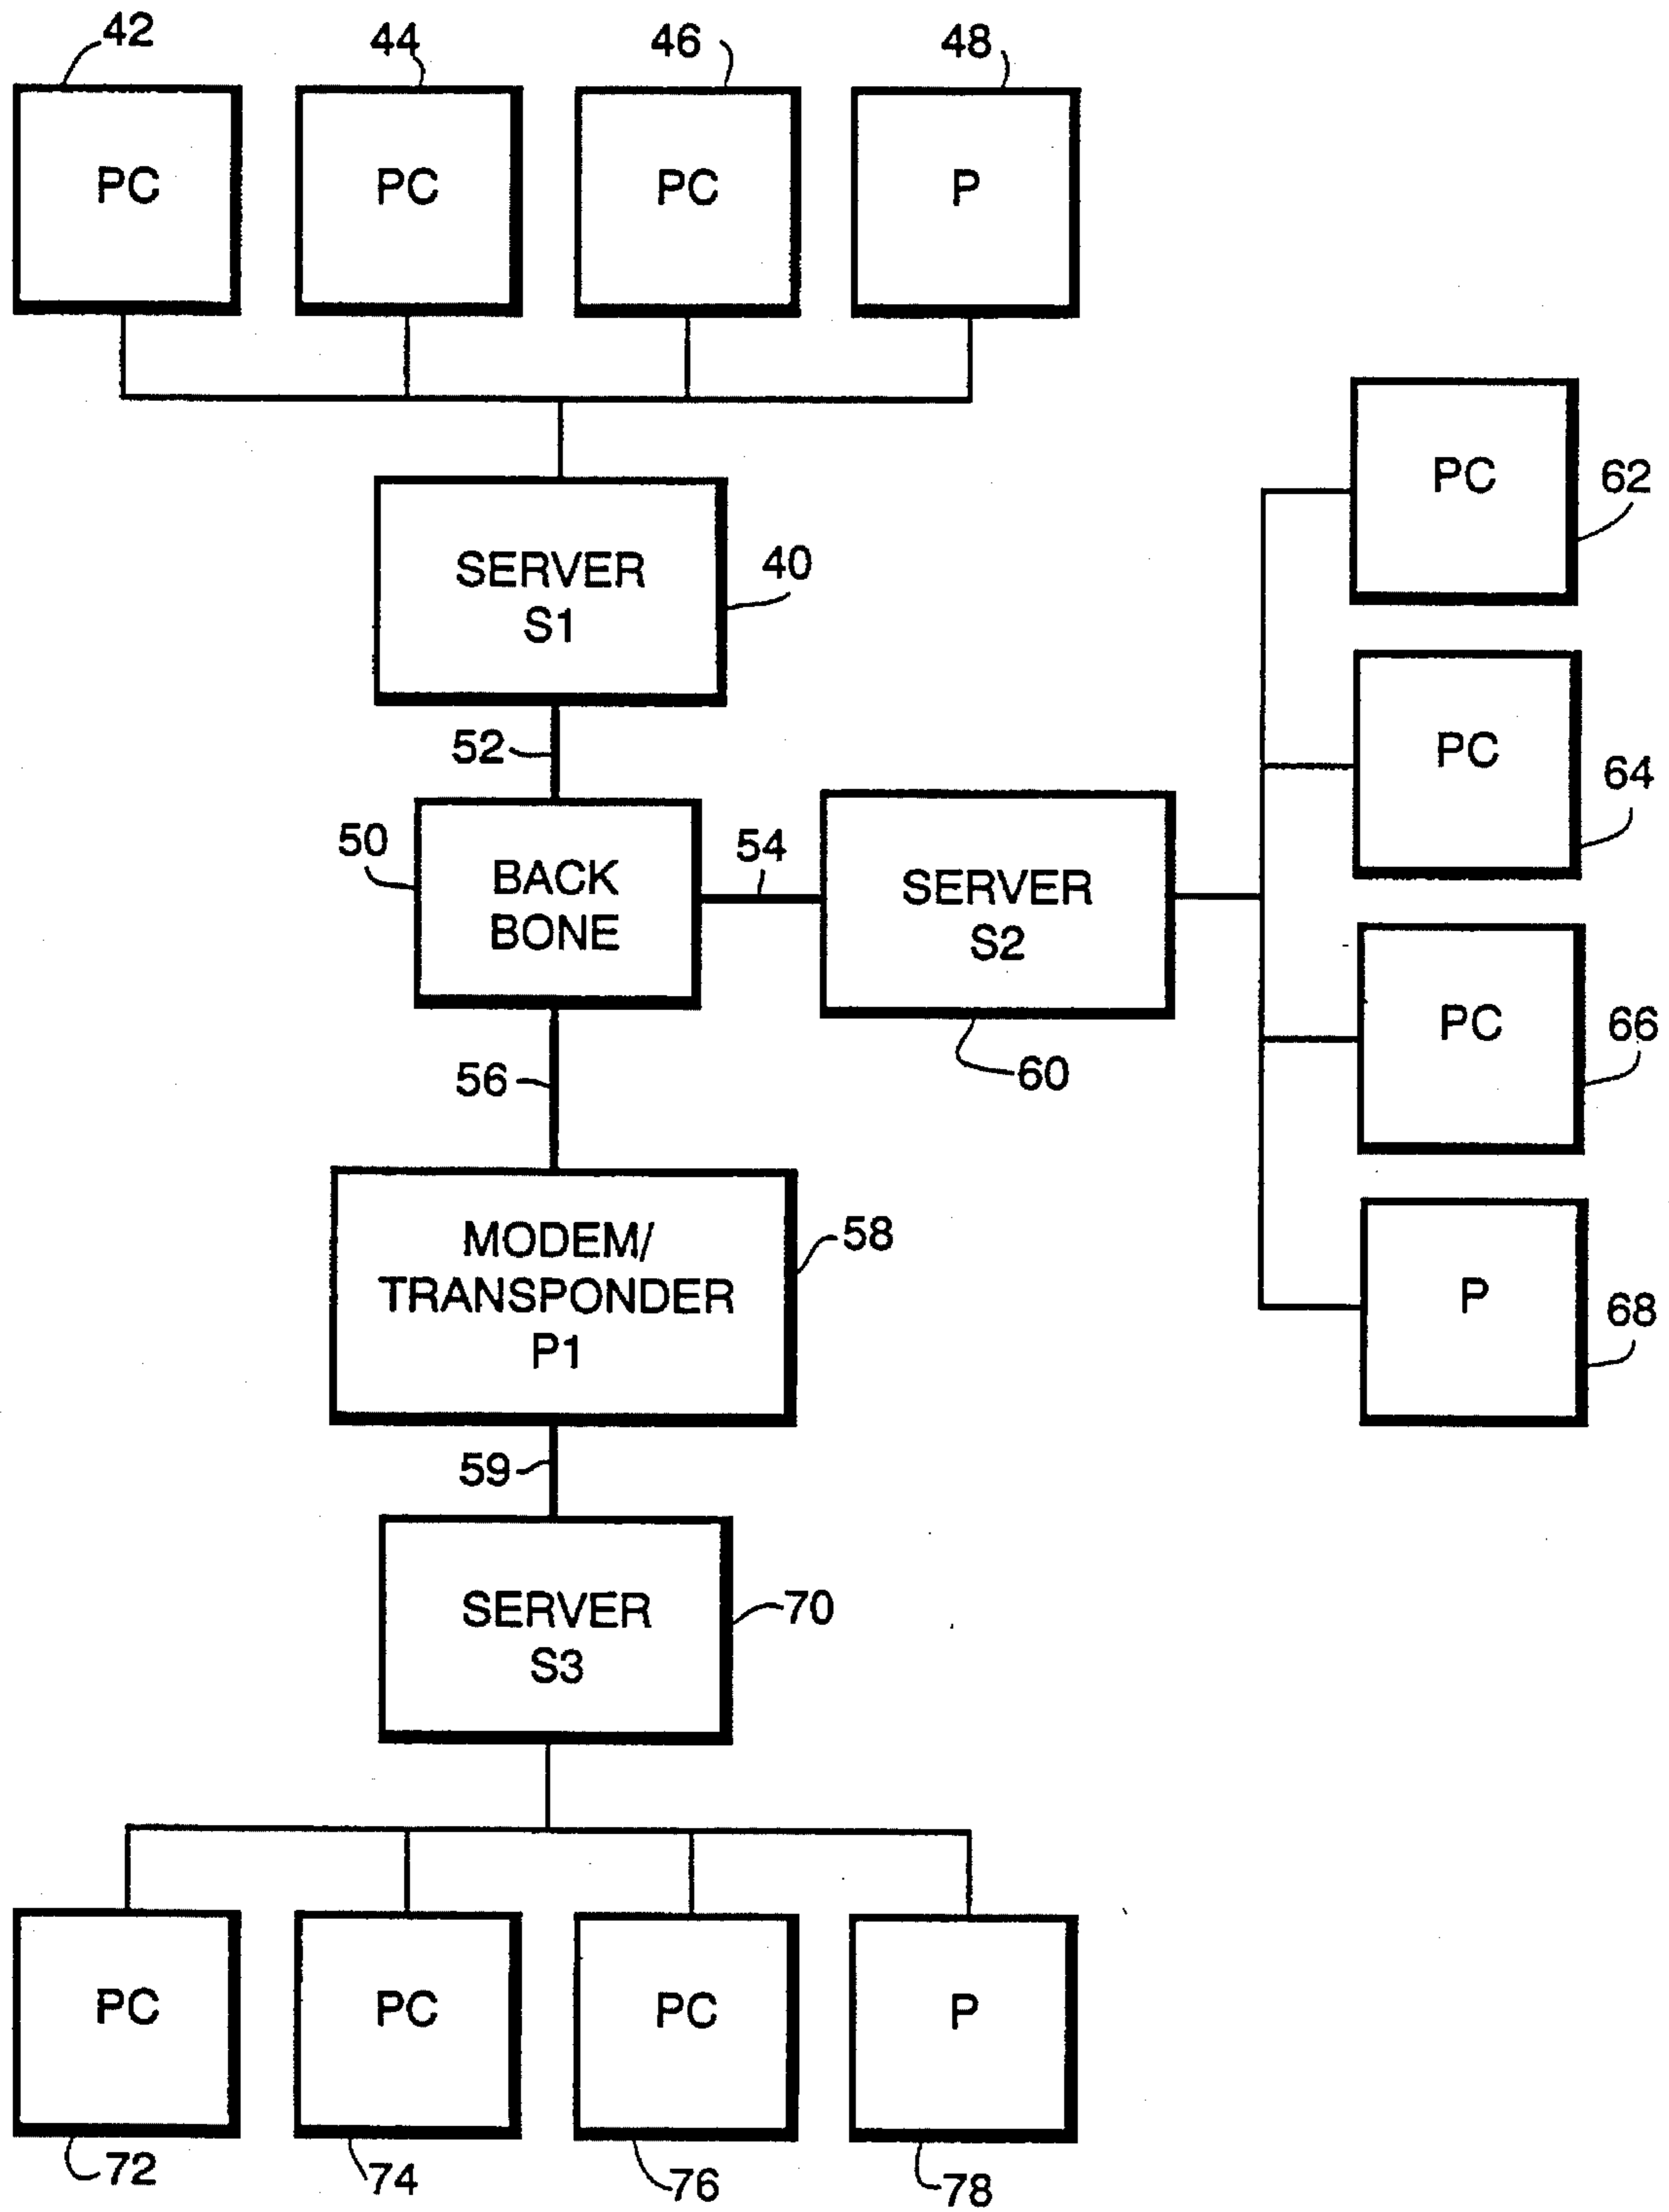 42
44
46
48
PC
PC
PC
P
SERVER
S1
40
62
PC
52
50
BACK
BONE
54
SERVER
S2
60
64
PC
66
PC
56
68
P
MODEM/
TRANSPONDER
P1
58
59
SERVER
S3
70
PC
PC
PC
P
72
74
76
78